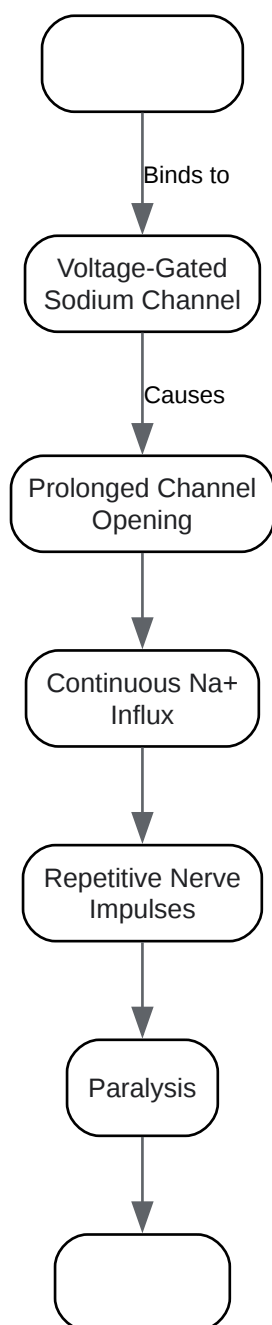 Binds to
Voltage-Gated
Sodium Channel
Causes
Prolonged Channel
Opening
Continuous Na+
Influx
Repetitive Nerve
Impulses
Paralysis